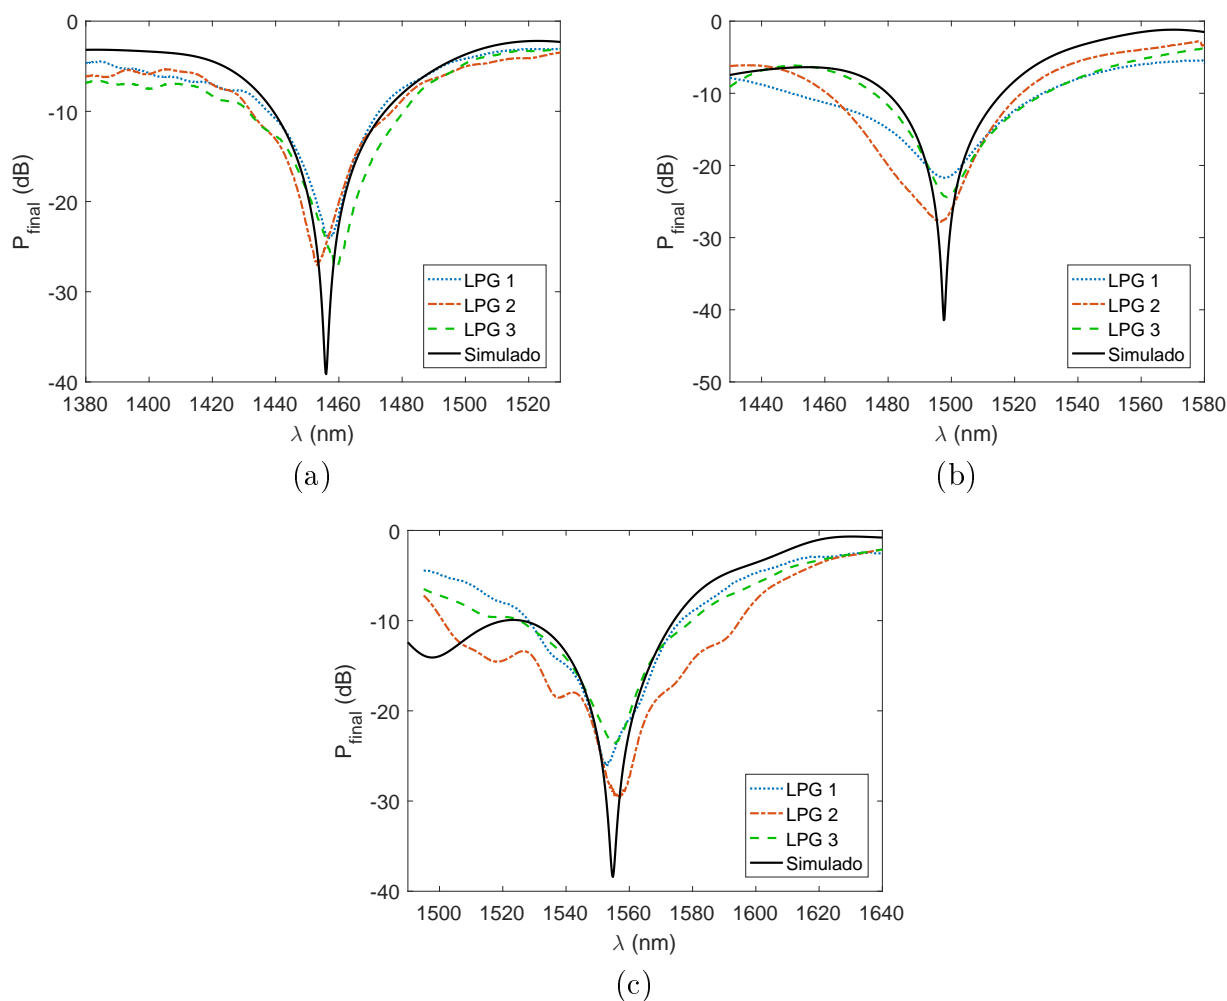 0
-10
-20
-30
-40
P_final (dB)
1380 1400 1420 1440 1460 1480 1500 1520
λ (nm)
LPG 1
LPG 2
LPG 3
Simulado
(a)
0
-10
-20
-30
-40
-50
P_final (dB)
1440 1460 1480 1500 1520 1540 1560 1580
λ (nm)
LPG 1
LPG 2
LPG 3
Simulado
(b)
0
-10
-20
-30
-40
P_final (dB)
1500 1520 1540 1560 1580 1600 1620 1640
λ (nm)
LPG 1
LPG 2
LPG 3
Simulado
(c)